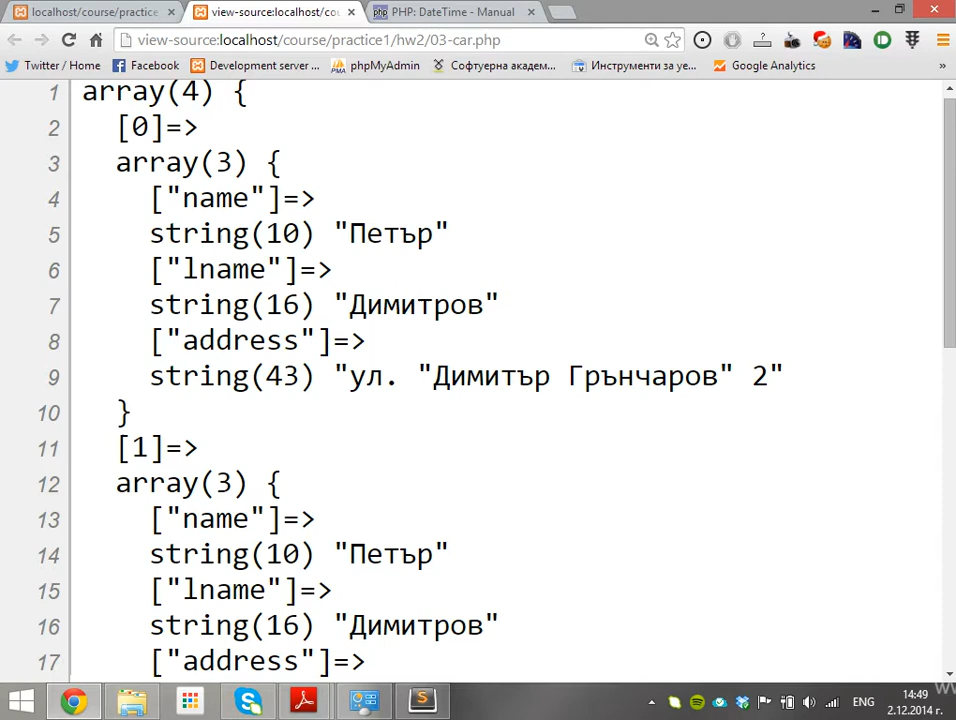 localhost/course/practice
view-source:localhost/cou
PHP: DateTime - Manual
view-source:localhost/course/practice1/hw2/03-car.php
Twitter / Home
Facebook
Development server ...
phpMyAdmin
Софтуерна академ...
Инструменти за уе...
Google Analytics
»
1 array(4) {
2 [0]=>
3 array(3) {
4 ["name"]=>
5 string(10) "Петър"
6 ["lname"]=>
7 string(16) "Димитров"
8 ["address"]=>
9 string(43) "ул. "Димитър Грънчаров" 2"
10 }
11 [1]=>
12 array(3) {
13 ["name"]=>
14 string(10) "Петър"
15 ["lname"]=>
16 string(16) "Димитров"
17 ["address"]=>
ENG
14:49
2.12.2014 г.